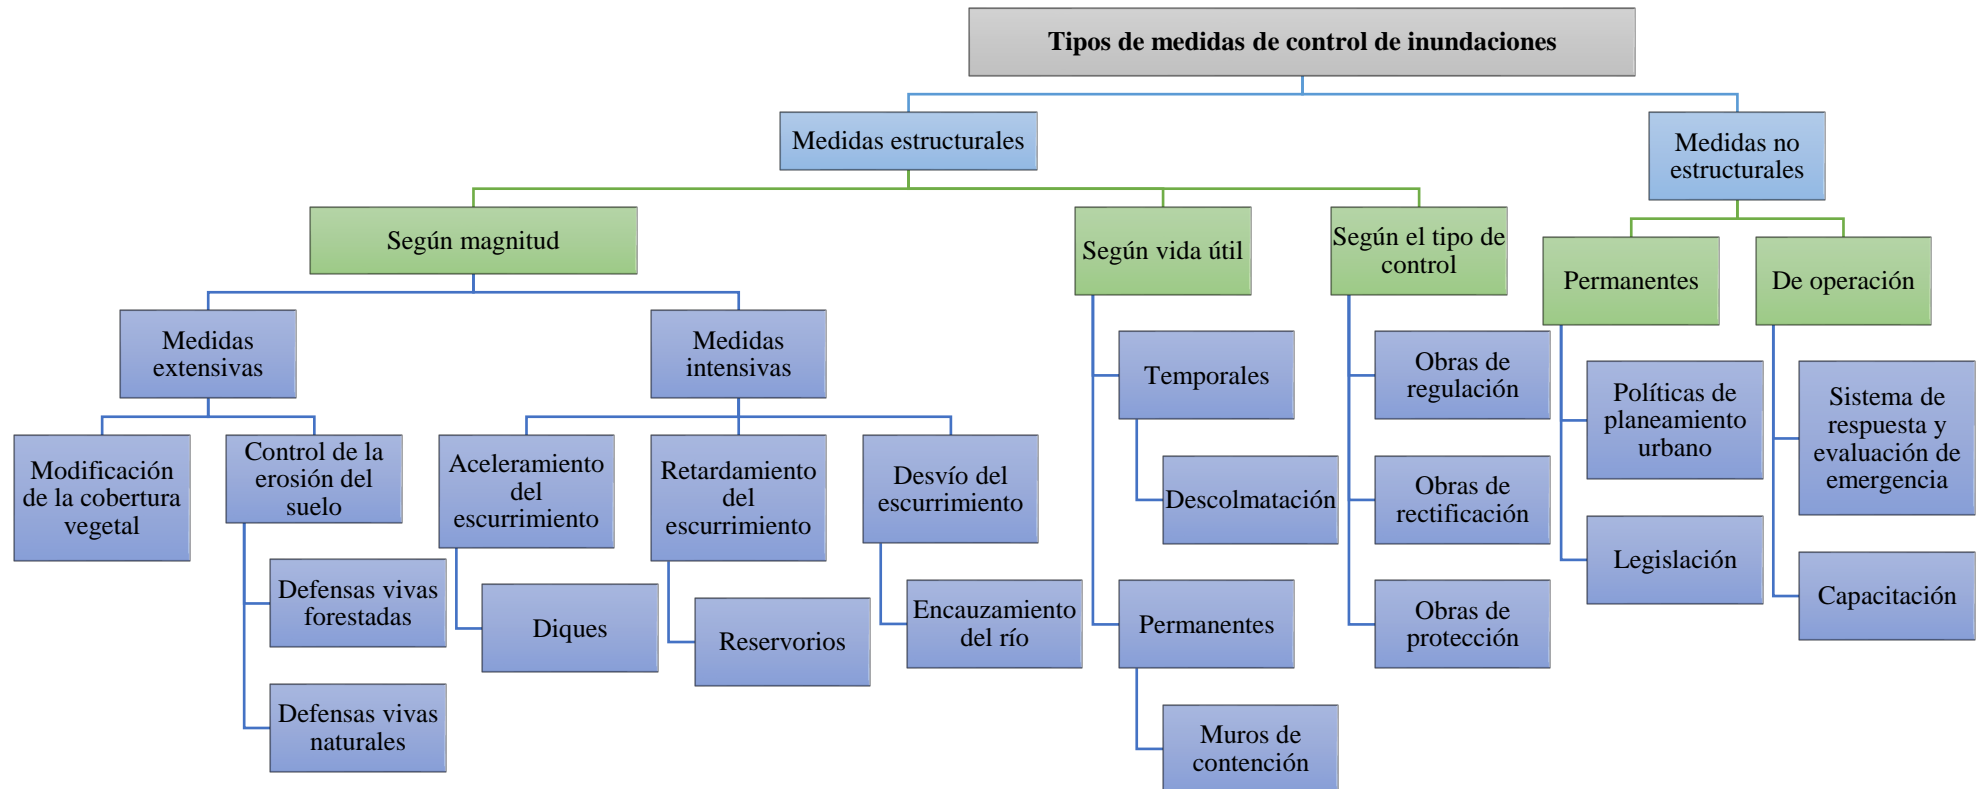 Tipos de medidas de control de inundaciones
Medidas estructurales
Medidas no
estructurales
Según magnitud
Según vida útil
Según el tipo de
control
Permanentes
De operación
Medidas
extensivas
Medidas
intensivas
Temporales
Obras de
regulación
Políticas de
planeamiento
urbano
Sistema de
respuesta y
evaluación de
emergencia
Modificación
de la cobertura
vegetal
Control de la
erosión del
suelo
Aceleramiento
del
escurrimiento
Retardamiento
del
escurrimiento
Desvío del
escurrimiento
Descolmatación
Obras de
rectificación
Legislación
Capacitación
Defensas vivas
forestadas
Diques
Reservorios
Encauzamiento
del río
Permanentes
Obras de
protección
Defensas vivas
naturales
Muros de
contención